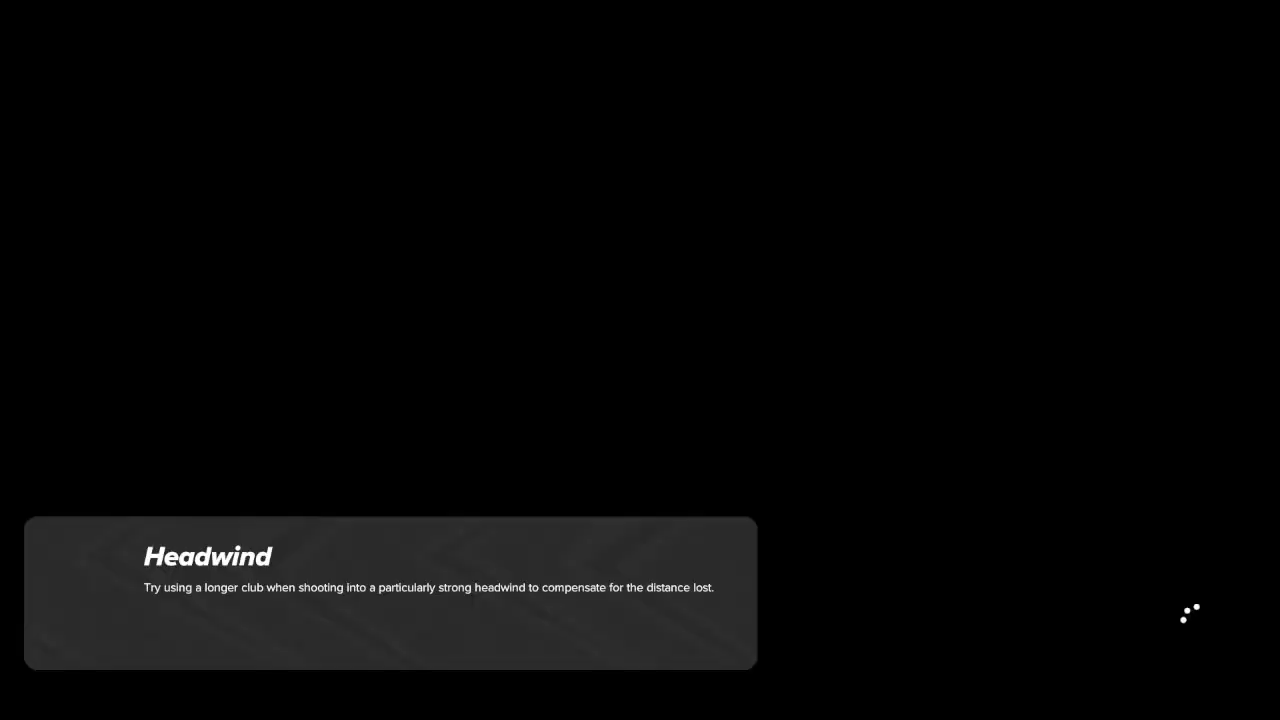 Headwind
Try using a longer club when shooting into a particularly strong headwind to compensate for the distance lost.